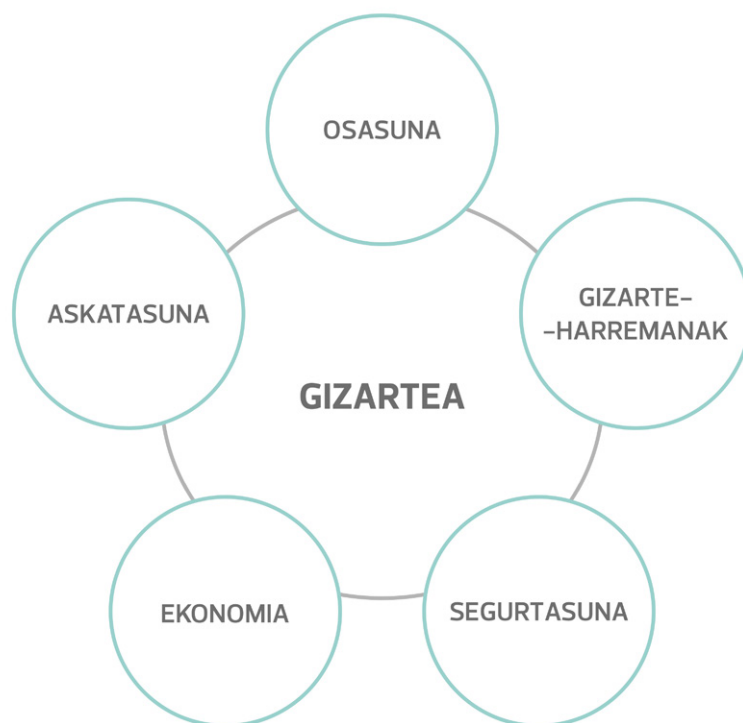 OSASUNA
ASKATASUNA
GIZARTE–
–HARREMANAK
GIZARTEA
EKONOMIA
SEGURTASUNA